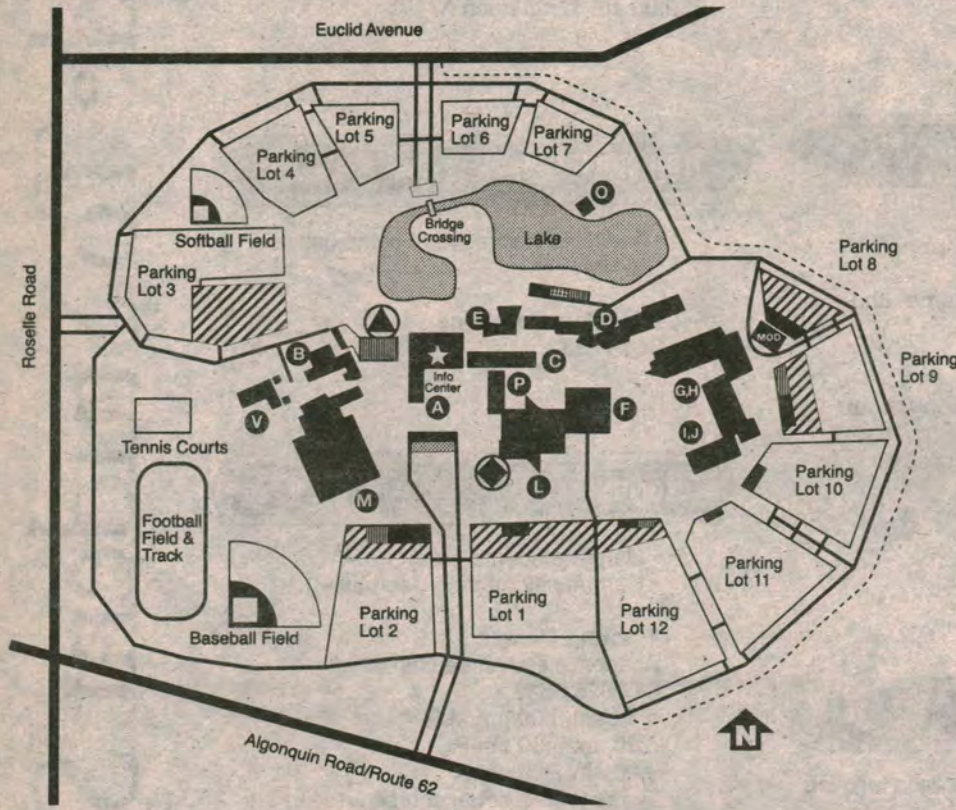 Euclid Avenue
Parking
Lot 5
Parking
Lot 6
Parking
Lot 7
Parking
Lot 4
O
Softball Field
Bridge
Crossing
Lake
Parking
Lot 3
Parking
Lot 8
Roselle Road
E
D
MOD
B
Info
Center
C
P
Parking
Lot 9
V
A
F
G,H
Tennis Courts
I,J
L
M
Parking
Lot 10
Football
Field &
Track
Parking
Lot 11
Parking
Lot 2
Parking
Lot 1
Parking
Lot 12
Baseball Field
N
Algonquin Road/Route 62